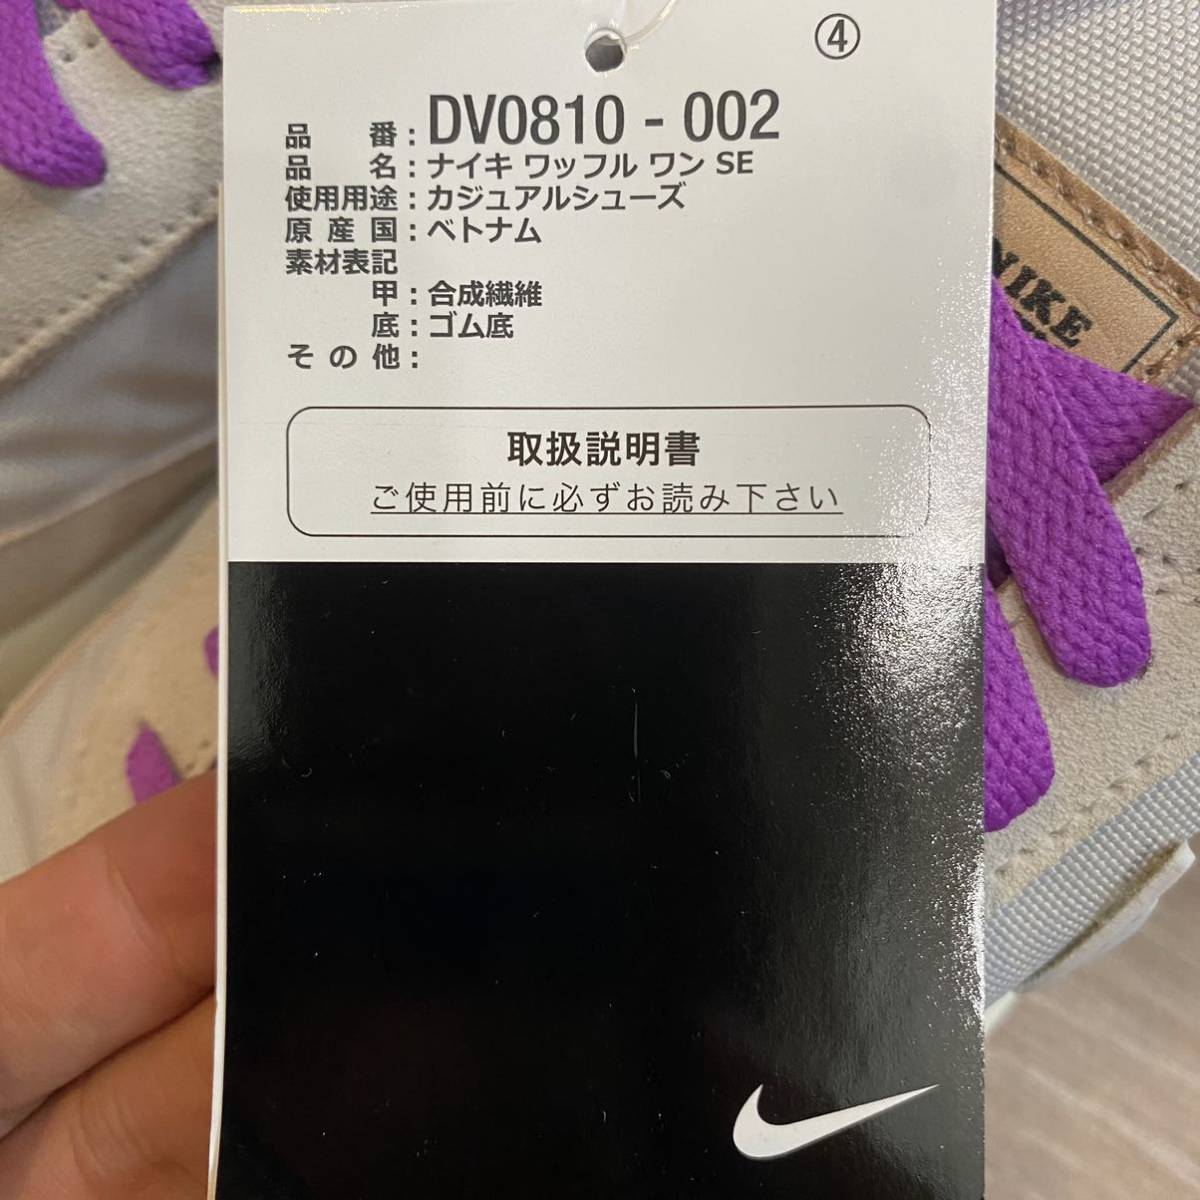 ④
品番：DV0810 - 002
品名：ナイキ ワッフル ワン SE
使用用途：カジュアルシューズ
原産国：ベトナム
素材表記
甲：合成繊維
底：ゴム底
その他：
取扱説明書
ご使用前に必ずお読み下さい
NIKE